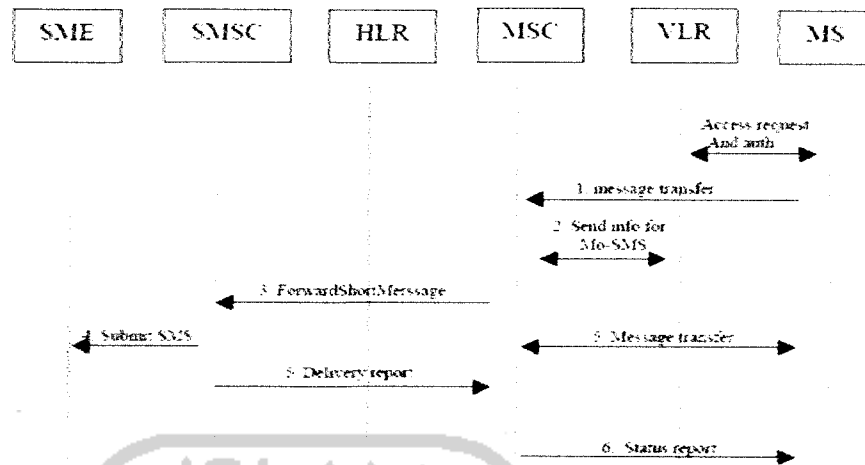 SME SMSC HLR MSC VLR MS
Access request
And auth
1. message transfer
2. Send info for
Mo-SMS
3. ForwardShortMerssage
4. Submit SMS
5. Message transfer
5. Delivery report
6. Status report